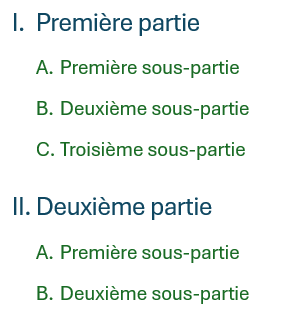 I. Première partie
A. Première sous-partie
B. Deuxième sous-partie
C. Troisième sous-partie
II. Deuxième partie
A. Première sous-partie
B. Deuxième sous-partie